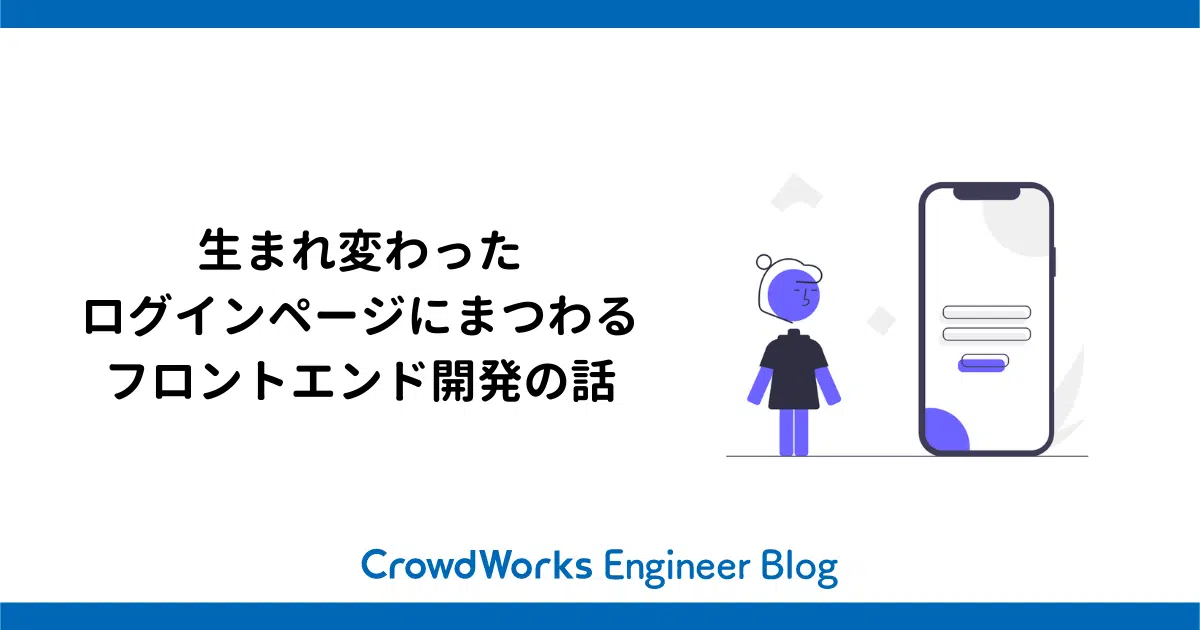 生まれ変わった
ログインページにまつわる
フロントエンド開発の話
CrowdWorks Engineer Blog